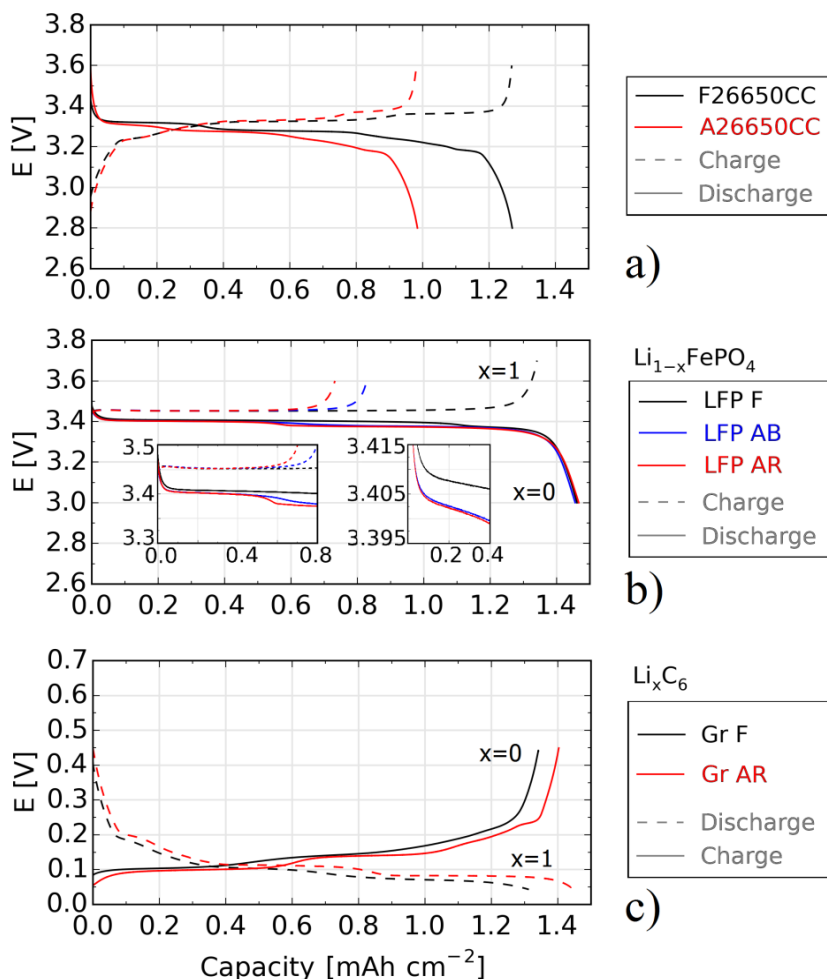 3.8
3.6
3.4
3.2
3.0
2.8
2.6
E [V]
0.0 0.2 0.4 0.6 0.8 1.0 1.2 1.4
F26650CC
A26650CC
Charge
Discharge
a)
3.8
3.6
3.4
3.2
3.0
2.8
2.6
E [V]
x=1
x=0
3.5
3.4
3.3
0.0 0.4 0.8
3.415
3.405
3.395
0.2 0.4
0.0 0.2 0.4 0.6 0.8 1.0 1.2 1.4
Li₁₋ₓFePO₄
LFP F
LFP AB
LFP AR
Charge
Discharge
b)
0.7
0.6
0.5
0.4
0.3
0.2
0.1
0.0
E [V]
x=0
x=1
0.0 0.2 0.4 0.6 0.8 1.0 1.2 1.4
Capacity [mAh cm⁻²]
LiₓC₆
Gr F
Gr AR
Discharge
Charge
c)